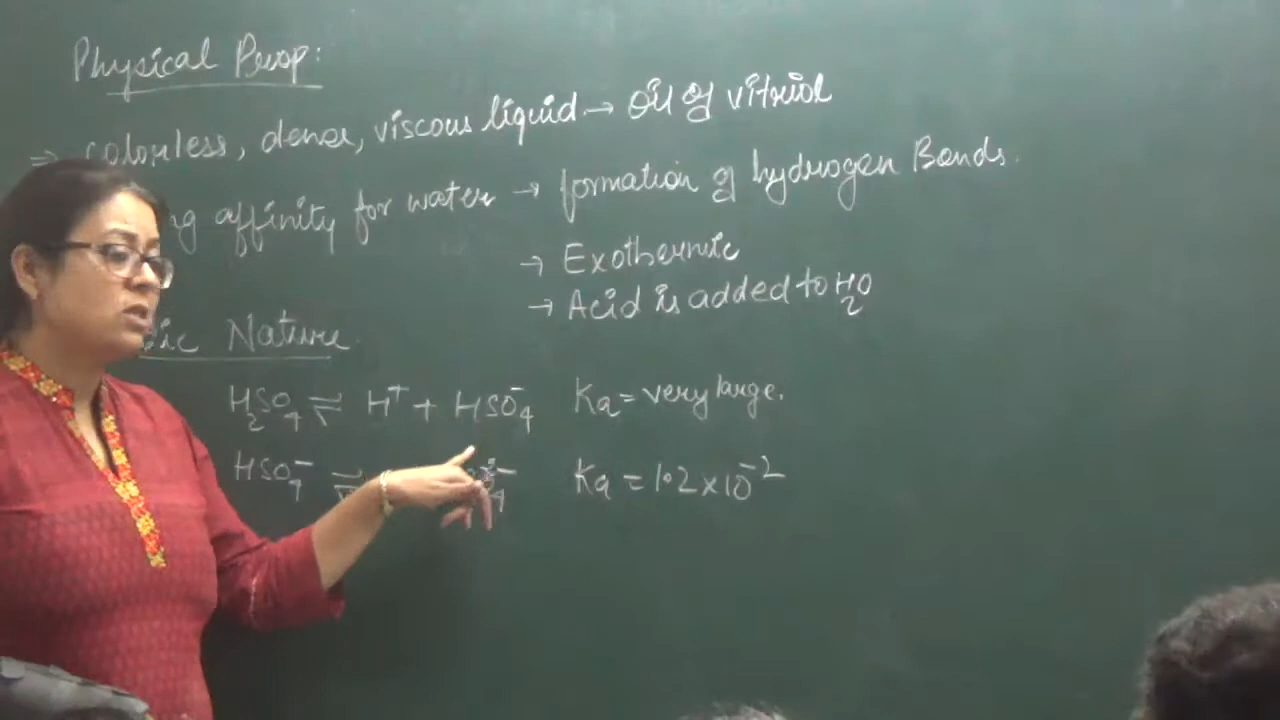 Physical Prop:
⇒ colorless, dense, viscous liquid → Oil of vitriol
affinity for water → formation of hydrogen Bonds.
→ Exothermic
→ Acid is added to H2O
Nature
H2SO4 ⇌ H+ + HSO4- Ka = very large.
HSO4- ⇌ Ka = 1.2 × 10-2